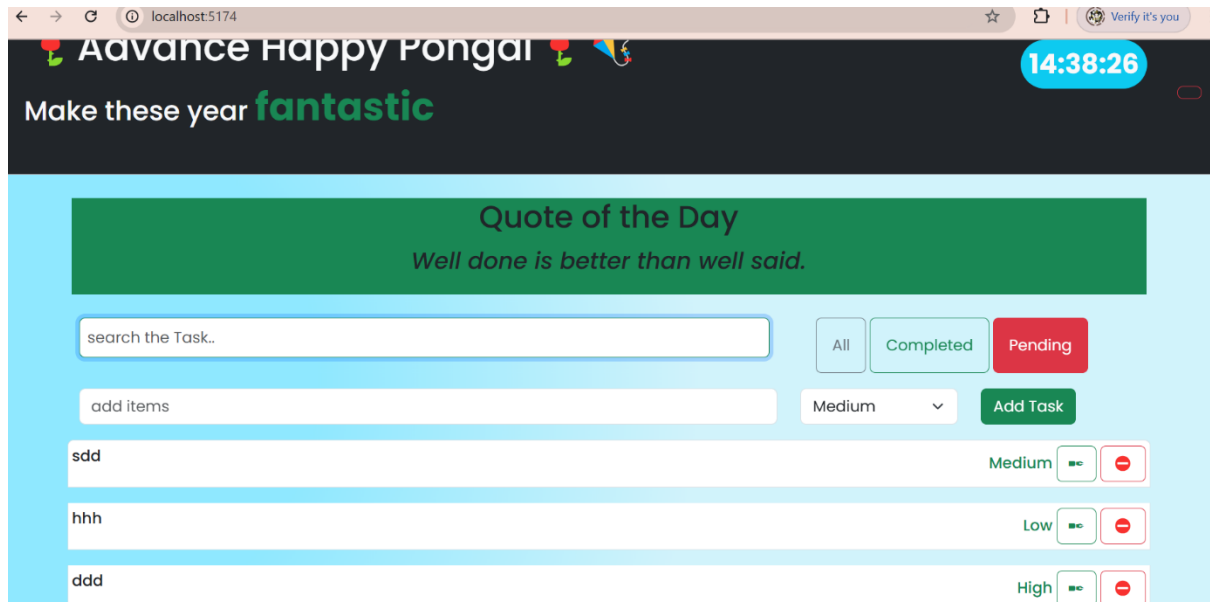 localhost:5174
Verify it's you
Advance Happy Pongal
14:38:26
Make these year fantastic
Quote of the Day
Well done is better than well said.
search the Task..
All Completed Pending
add items Medium Add Task
sdd Medium
hhh Low
ddd High